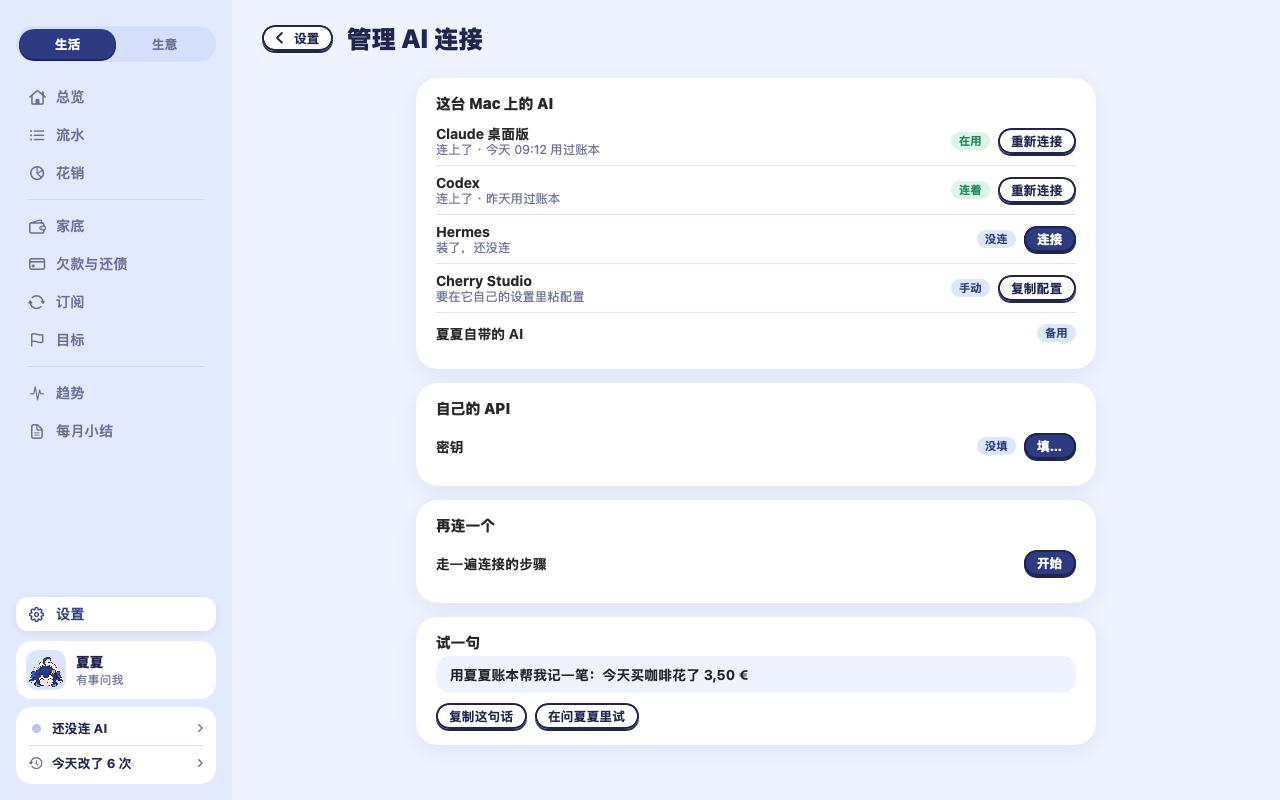 生活
生意
总览
流水
花销
家底
欠款与还债
订阅
目标
趋势
每月小结
设置
夏夏
有事问我
还没连 AI
今天改了 6 次
设置
管理 AI 连接
这台 Mac 上的 AI
Claude 桌面版
连上了 · 今天 09:12 用过账本
在用
重新连接
Codex
连上了 · 昨天用过账本
连着
重新连接
Hermes
装了，还没连
没连
连接
Cherry Studio
要在它自己的设置里粘配置
手动
复制配置
夏夏自带的 AI
备用
自己的 API
密钥
没填
填...
再连一个
走一遍连接的步骤
开始
试一句
用夏夏账本帮我记一笔：今天买咖啡花了 3,50 €
复制这句话
在问夏夏里试